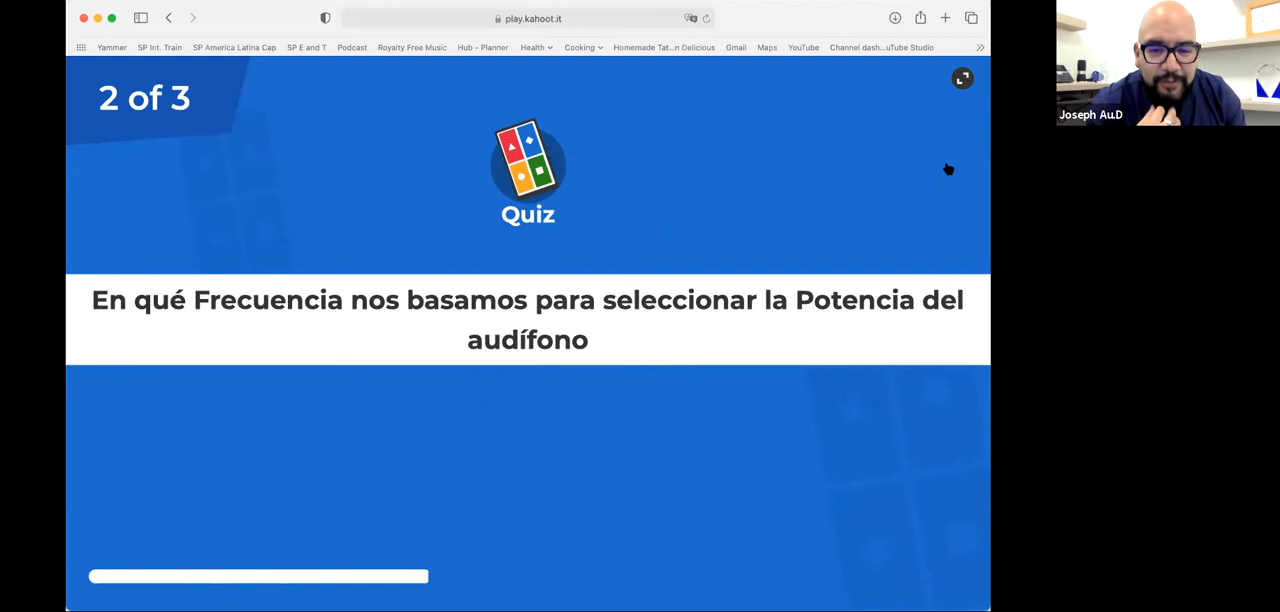 play.kahoot.it
Yammer SP Int. Train SP America Latina Cap SP E and T Podcast Royalty Free Music Hub - Planner Health Cooking Homemade Tat...n Delicious Gmail Maps YouTube Channel dash...uTube Studio
2 of 3
Quiz
En qué Frecuencia nos basamos para seleccionar la Potencia del
audífono
Joseph Au.D